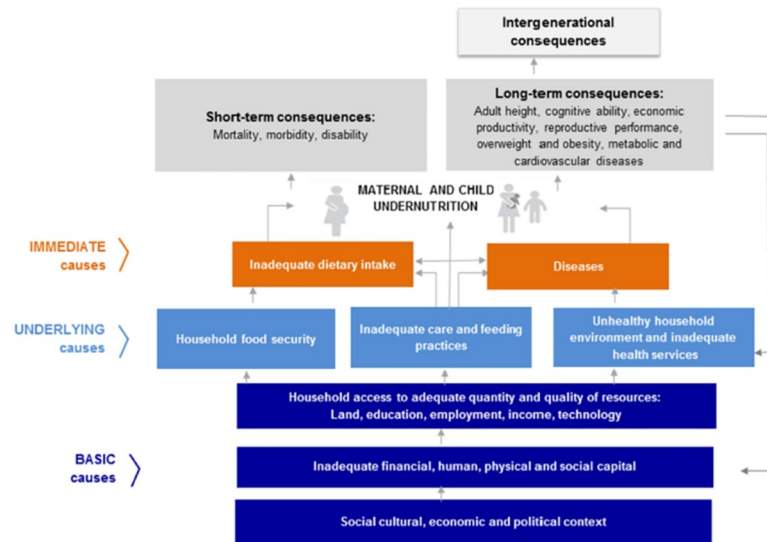 Intergenerational
consequences
Short-term consequences:
Mortality, morbidity, disability
Long-term consequences:
Adult height, cognitive ability, economic
productivity, reproductive performance,
overweight and obesity, metabolic and
cardiovascular diseases
MATERNAL AND CHILD
UNDERNUTRITION
IMMEDIATE
causes
Inadequate dietary intake
Diseases
UNDERLYING
causes
Household food security
Inadequate care and feeding
practices
Unhealthy household
environment and inadequate
health services
Household access to adequate quantity and quality of resources:
Land, education, employment, income, technology
BASIC
causes
Inadequate financial, human, physical and social capital
Social cultural, economic and political context